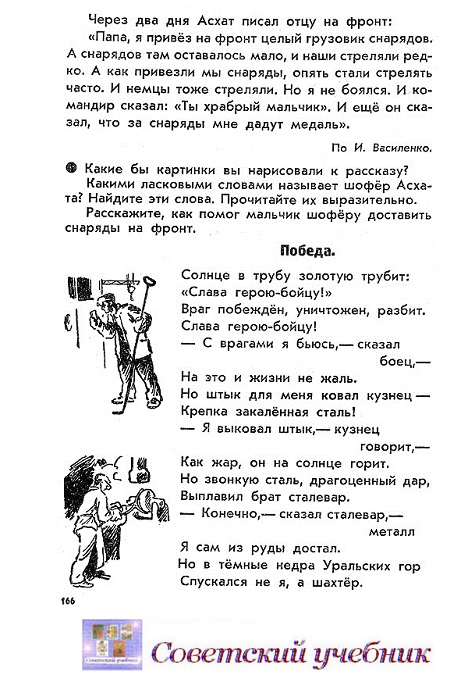 Через два дня Асхат писал отцу на фронт:
«Папа, я привёз на фронт целый грузовик снарядов.
А снарядов там оставалось мало, и наши стреляли ред-
ко. А как привезли мы снаряды, опять стали стрелять
часто. И немцы тоже стреляли. Но я не боялся. И ко-
мандир сказал: «Ты храбрый мальчик». И ещё он ска-
зал, что за снаряды мне дадут медаль».
По И. Василенко.
Какие бы картинки вы нарисовали к рассказу?
Какими ласковыми словами называет шофёр Асха-
та? Найдите эти слова. Прочитайте их выразительно.
Расскажите, как помог мальчик шофёру доставить
снаряды на фронт.
Победа.
Солнце в трубу золотую трубит:
«Слава герою-бойцу!»
Враг побеждён, уничтожен, разбит.
Слава герою-бойцу!
— С врагами я бьюсь,— сказал
боец,—
На это и жизни не жаль.
Но штык для меня ковал кузнец —
Крепка закалённая сталь!
— Я выковал штык,— кузнец
говорит,—
Как жар, он на солнце горит.
Но звонкую сталь, драгоценный дар,
Выплавил брат сталевар.
— Конечно,— сказал сталевар,—
металл
Я сам из руды достал.
Но в тёмные недра Уральских гор
Спускался не я, а шахтёр.
166
Советский учебник
Советский учебник